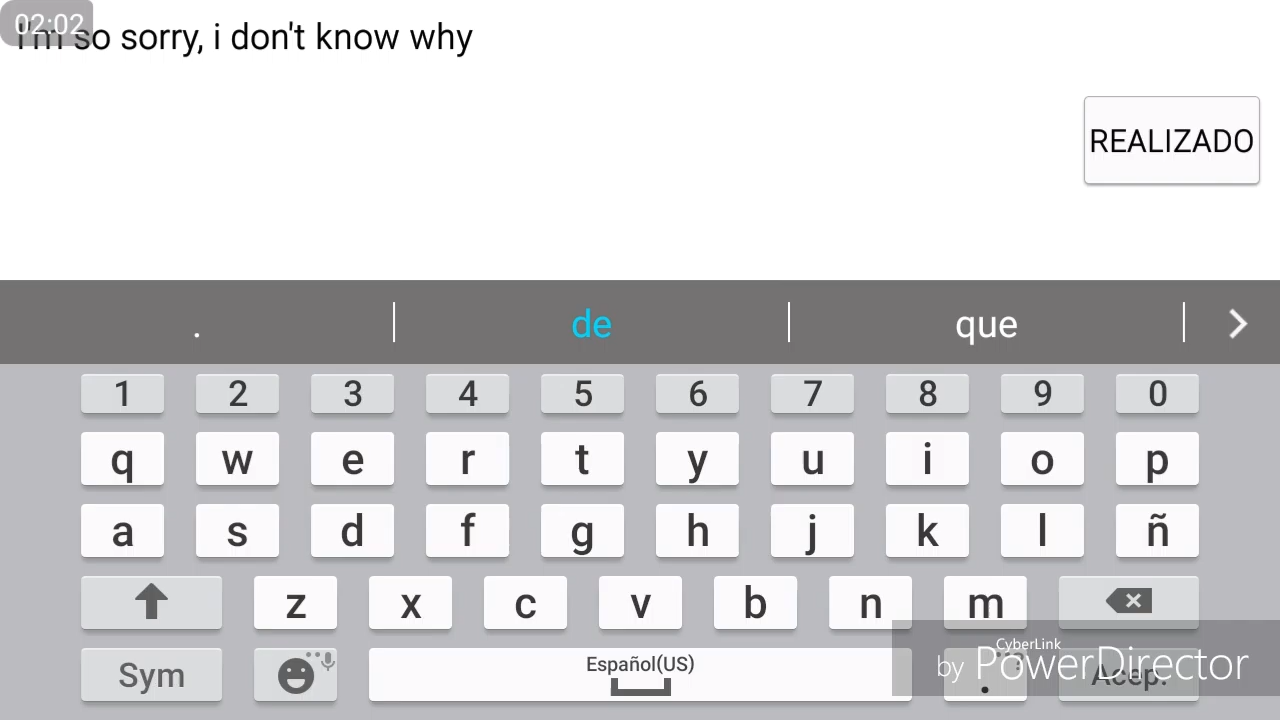 02:02
I'm so sorry, i don't know why
REALIZADO
. de que
1 2 3 4 5 6 7 8 9 0
q w e r t y u i o p
a s d f g h j k l ñ
z x c v b n m
Sym Español(US) . Acep.
CyberLink
by PowerDirector